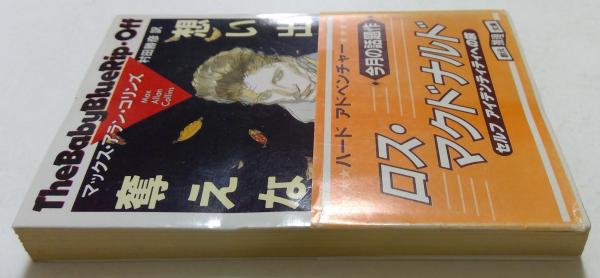 The Baby Blue Rip-Off
マックス・アラン・コリンズ
Max
Allan
Collins
村田勝彦 訳
想い出
奪えな
ハード アドベンチャー
今月の話題作
ロス・
マクドナルド
セルフ アイデンティティへの旅